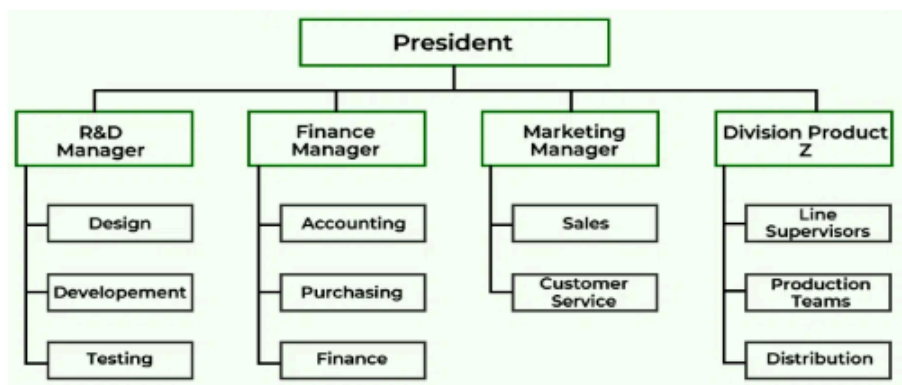 President
R&D
Manager
Finance
Manager
Marketing
Manager
Division Product
Z
Design
Developement
Testing
Accounting
Purchasing
Finance
Sales
Customer
Service
Line
Supervisors
Production
Teams
Distribution